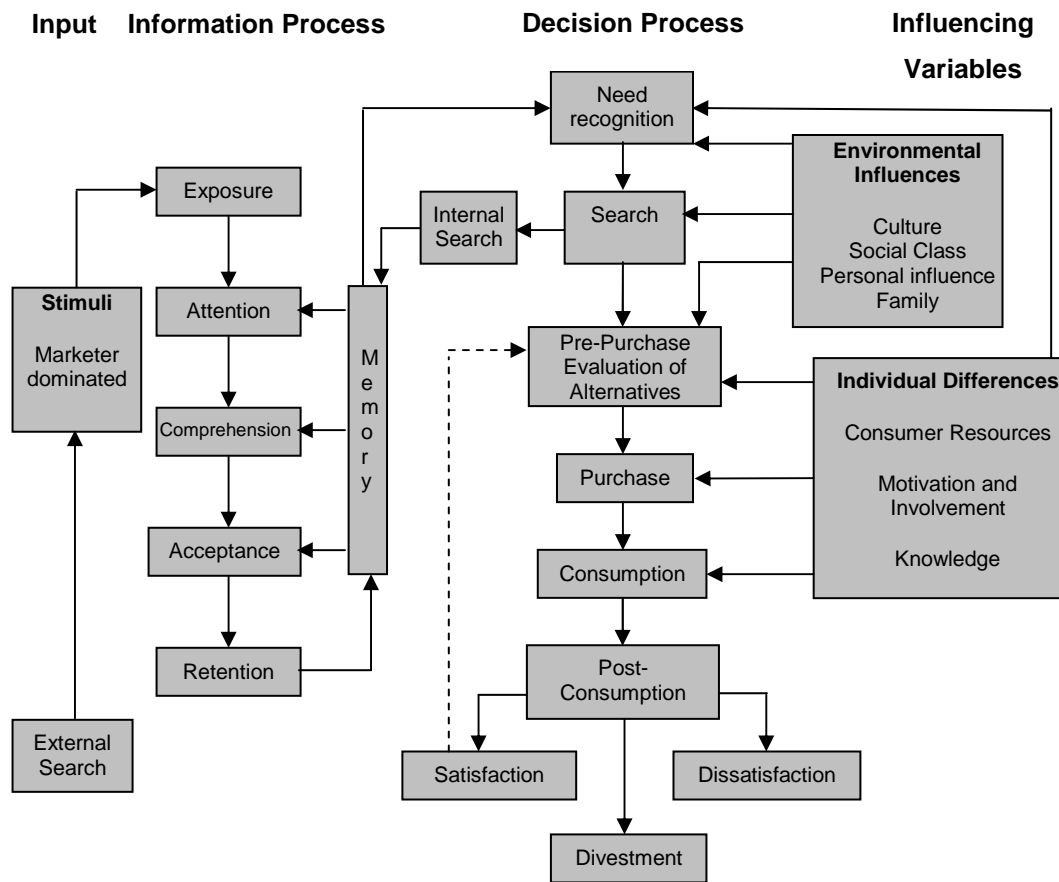 Input
Information Process
Decision Process
Influencing
Variables
Need
recognition
Environmental
Influences
Culture
Social Class
Personal influence
Family
Exposure
Internal
Search
Search
Stimuli
Marketer
dominated
Attention
M
e
m
o
r
y
Pre-Purchase
Evaluation of
Alternatives
Individual Differences
Consumer Resources
Motivation and
Involvement
Knowledge
Comprehension
Purchase
Acceptance
Consumption
Retention
Post-
Consumption
External
Search
Satisfaction
Dissatisfaction
Divestment